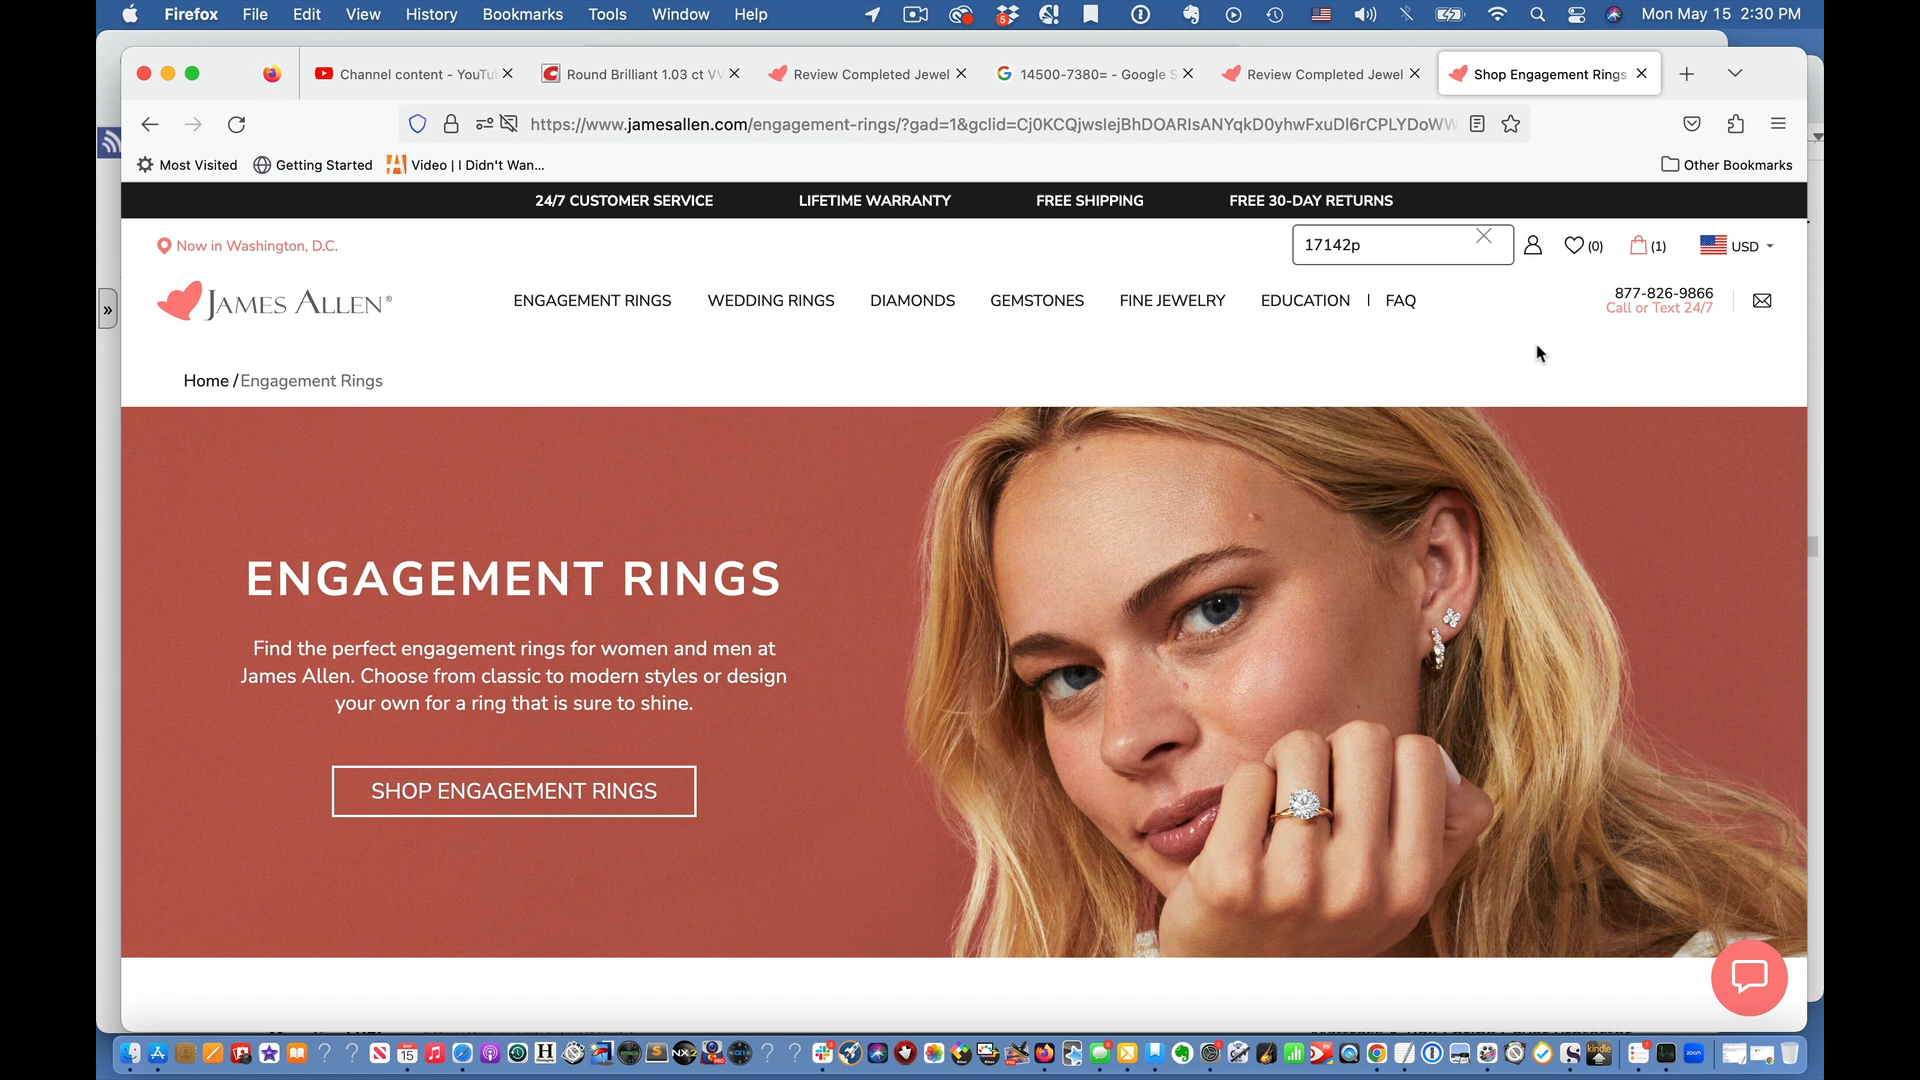 Firefox File Edit View History Bookmarks Tools Window Help Mon May 15 2:30 PM
Channel content - YouTu Round Brilliant 1.03 ct VV Review Completed Jewel 14500-7380= - Google S Review Completed Jewel Shop Engagement Rings
https://www.jamesallen.com/engagement-rings/?gad=1&gclid=Cj0KCQjwsIejBhDOARIsANYqkD0yhwFxuDl6rCPLYDoWW
Most Visited Getting Started Video | I Didn't Wan... Other Bookmarks
24/7 CUSTOMER SERVICE LIFETIME WARRANTY FREE SHIPPING FREE 30-DAY RETURNS
Now in Washington, D.C. 17142p (0) (1) USD
JAMES ALLEN® ENGAGEMENT RINGS WEDDING RINGS DIAMONDS GEMSTONES FINE JEWELRY EDUCATION | FAQ 877-826-9866
Call or Text 24/7
Home / Engagement Rings
ENGAGEMENT RINGS
Find the perfect engagement rings for women and men at
James Allen. Choose from classic to modern styles or design
your own for a ring that is sure to shine.
SHOP ENGAGEMENT RINGS